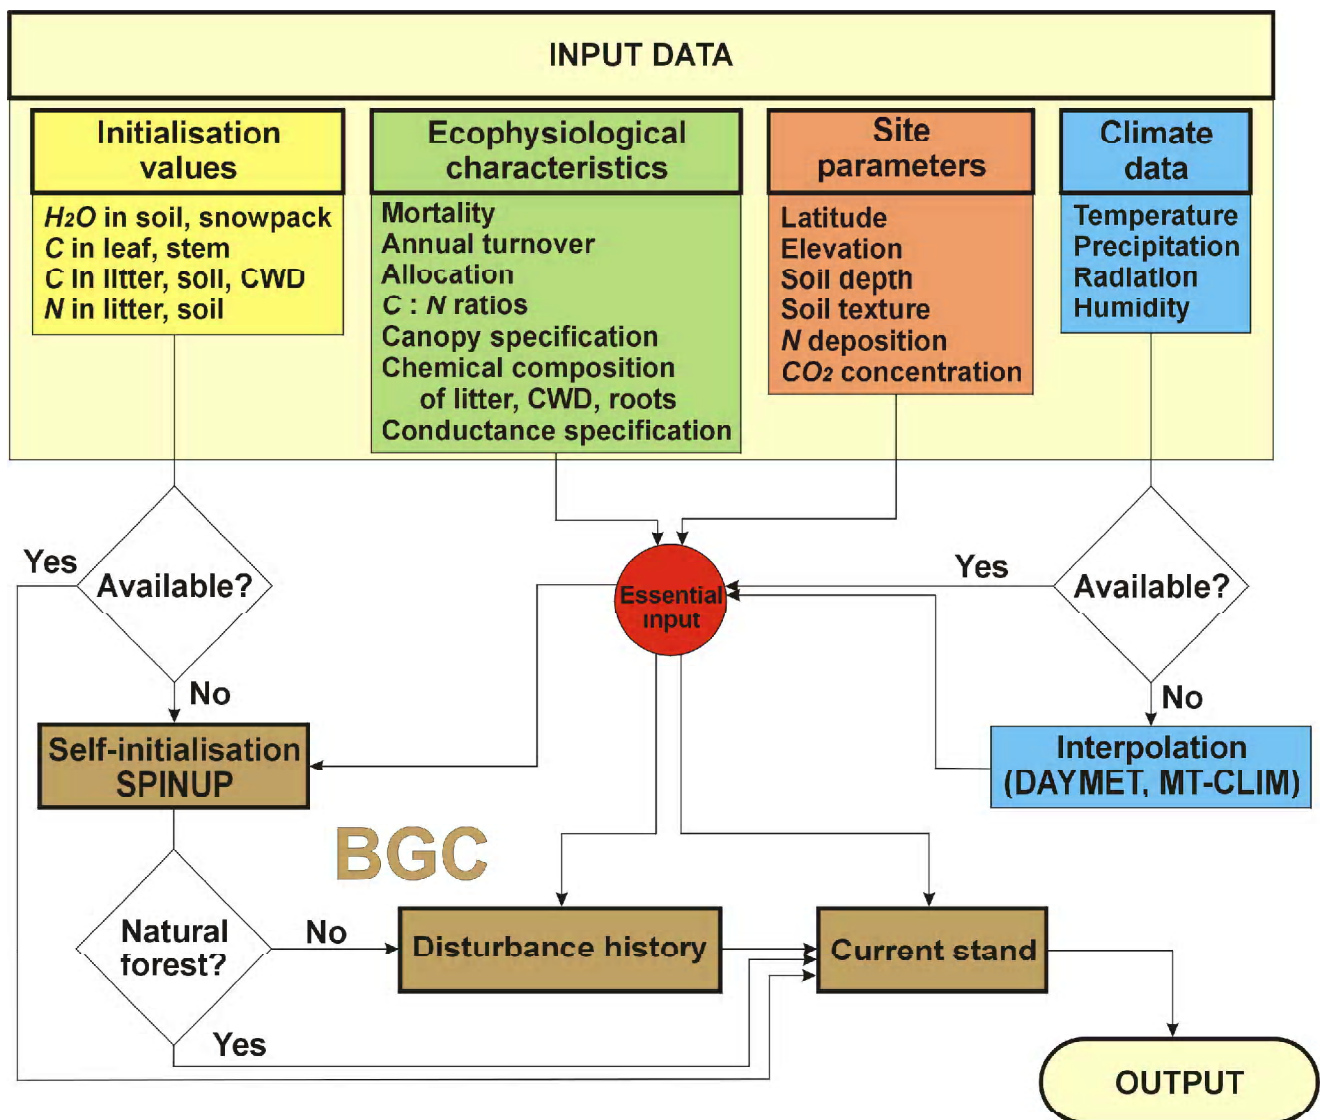 INPUT DATA
Initialisation
values
H2O in soil, snowpack
C in leaf, stem
C in litter, soil, CWD
N in litter, soil
Ecophysiological
characteristics
Mortality
Annual turnover
Allocation
C : N ratios
Canopy specification
Chemical composition
of litter, CWD, roots
Conductance specification
Site
parameters
Latitude
Elevation
Soil depth
Soil texture
N deposition
CO2 concentration
Climate
data
Temperature
Precipitation
Radiation
Humidity
Yes
Available?
No
Essential
input
Yes
Available?
No
Self-initialisation
SPINUP
Interpolation
(DAYMET, MT-CLIM)
BGC
Natural
forest?
No
Disturbance history
Current stand
Yes
OUTPUT